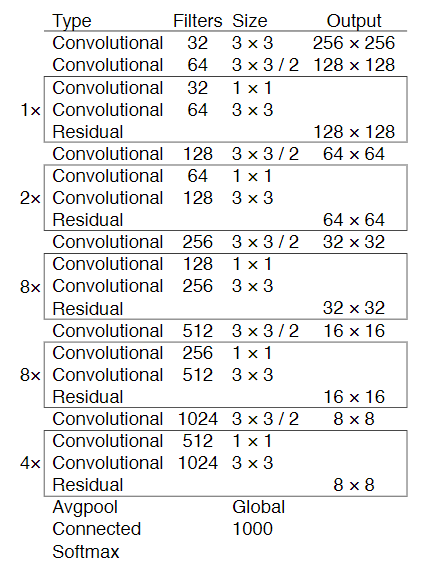 Type Filters Size Output
Convolutional 32 3 × 3 256 × 256
Convolutional 64 3 × 3 / 2 128 × 128
Convolutional 32 1 × 1
1× Convolutional 64 3 × 3
Residual 128 × 128
Convolutional 128 3 × 3 / 2 64 × 64
Convolutional 64 1 × 1
2× Convolutional 128 3 × 3
Residual 64 × 64
Convolutional 256 3 × 3 / 2 32 × 32
Convolutional 128 1 × 1
8× Convolutional 256 3 × 3
Residual 32 × 32
Convolutional 512 3 × 3 / 2 16 × 16
Convolutional 256 1 × 1
8× Convolutional 512 3 × 3
Residual 16 × 16
Convolutional 1024 3 × 3 / 2 8 × 8
Convolutional 512 1 × 1
4× Convolutional 1024 3 × 3
Residual 8 × 8
Avgpool Global
Connected 1000
Softmax